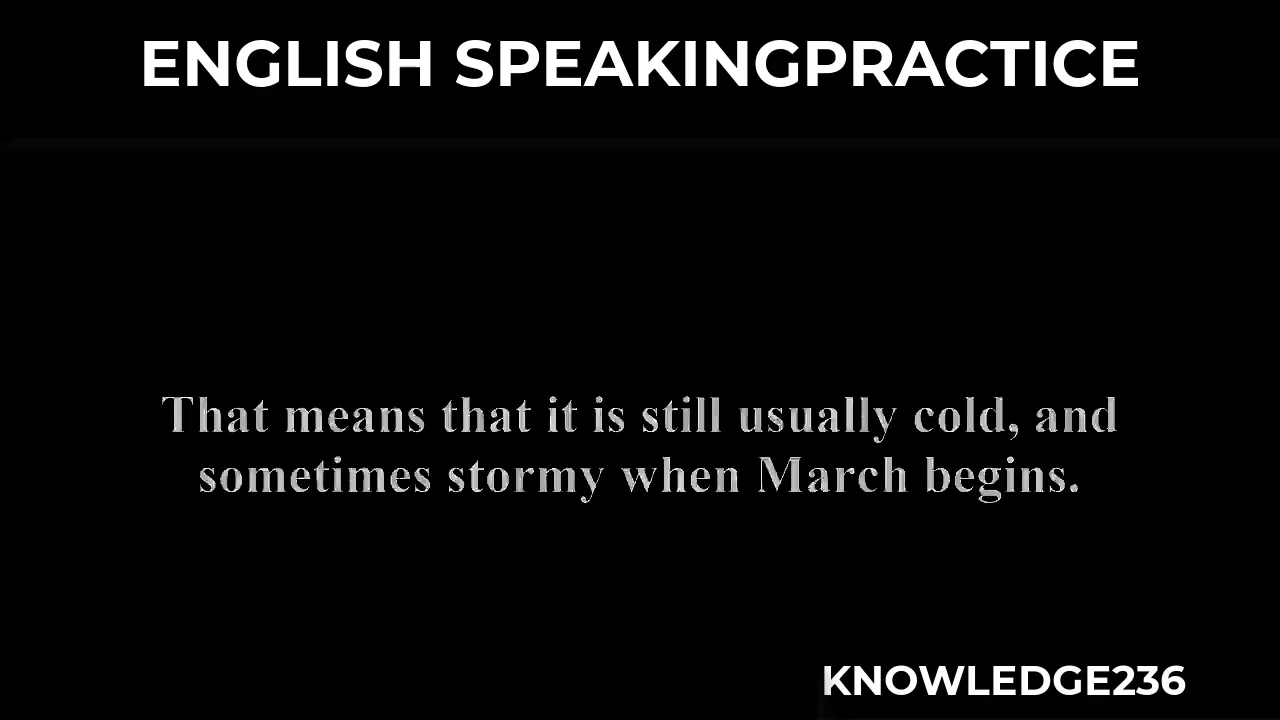 ENGLISH SPEAKINGPRACTICE
That means that it is still usually cold, and
sometimes stormy when March begins.
KNOWLEDGE236